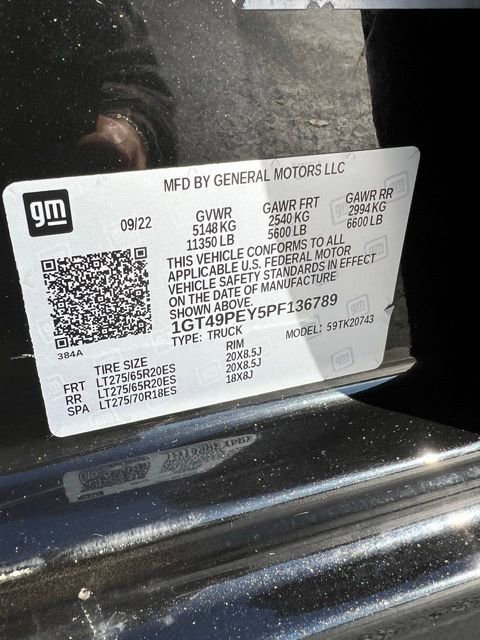 MFD BY GENERAL MOTORS LLC
gm
09/22 GVWR GAWR FRT GAWR RR
5148 KG 2540 KG 2994 KG
11350 LB 5600 LB 6600 LB
THIS VEHICLE CONFORMS TO ALL
APPLICABLE U.S. FEDERAL MOTOR
VEHICLE SAFETY STANDARDS IN EFFECT
ON THE DATE OF MANUFACTURE
SHOWN ABOVE.
1GT49PEY5PF136789
384A TYPE: TRUCK MODEL: 59TK20743
TIRE SIZE RIM
FRT LT275/65R20ES 20X8.5J
RR LT275/65R20ES 20X8.5J
SPA LT275/70R18ES 18X8J